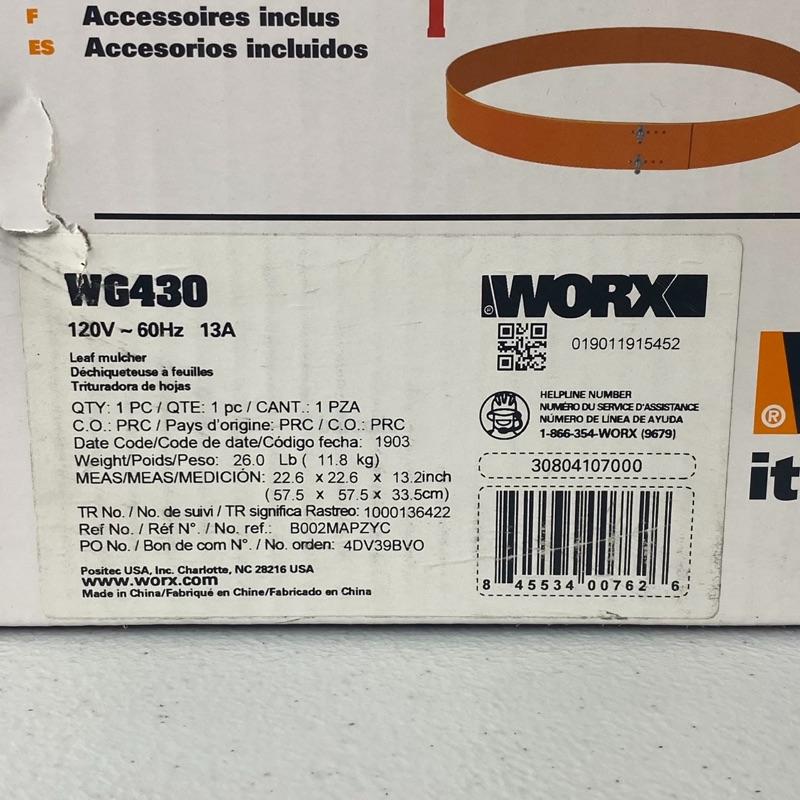 F Accessoires inclus
ES Accesorios incluidos
WG430
120V ~ 60Hz 13A
Leaf mulcher
Déchiqueteuse à feuilles
Trituradora de hojas
QTY: 1 PC / QTE: 1 pc / CANT.: 1 PZA
C.O.: PRC / Pays d'origine: PRC / C.O.: PRC
Date Code/Code de date/Código fecha: 1903
Weight/Poids/Peso: 26.0 Lb ( 11.8 kg)
MEAS/MEAS/MEDICIÓN: 22.6 x 22.6 x 13.2inch
( 57.5 x 57.5 x 33.5cm)
TR No. / No. de suivi / TR significa Rastreo: 1000136422
Ref No. / Réf N°. / No. ref.: B002MAPZYC
PO No. / Bon de com N°. / No. orden: 4DV39BVO
Positec USA, Inc. Charlotte, NC 28216 USA
www.worx.com
Made in China/Fabriqué en Chine/Fabricado en China
® WORX
019011915452
HELPLINE NUMBER
NUMÉRO DU SERVICE D'ASSISTANCE
NÚMERO DE LÍNEA DE AYUDA
1-866-354-WORX (9679)
30804107000
8 45534 00762 6
®
it